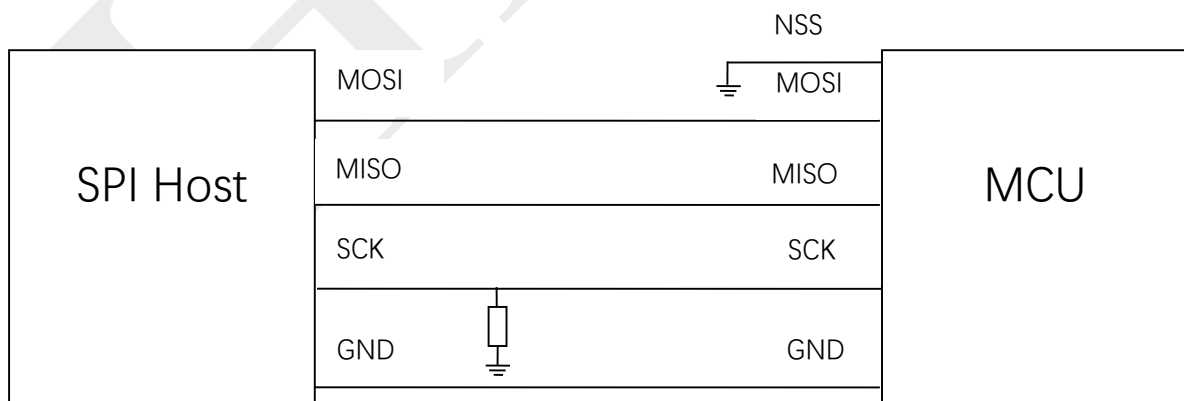 NSS
MOSI MOSI
MISO MISO
SPI Host MCU
SCK SCK
GND GND